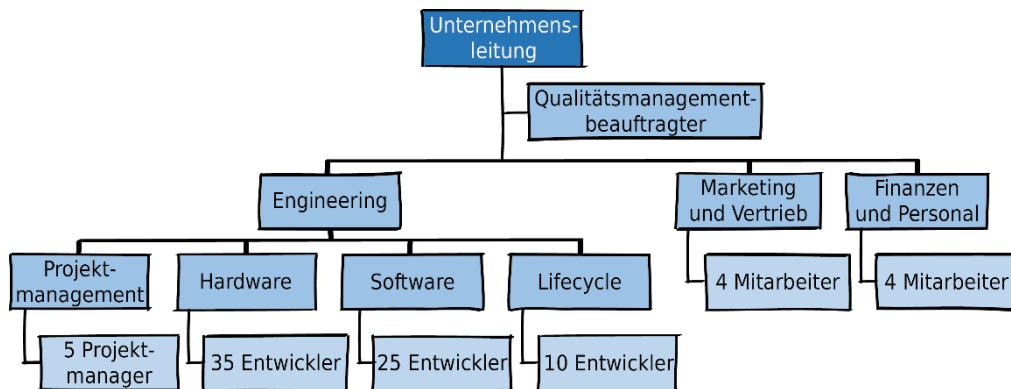 Unternehmens-
leitung
Qualitätsmanagement-
beauftragter
Engineering
Marketing
und Vertrieb
Finanzen
und Personal
Projekt-
management
Hardware
Software
Lifecycle
4 Mitarbeiter
4 Mitarbeiter
5 Projekt-
manager
35 Entwickler
25 Entwickler
10 Entwickler